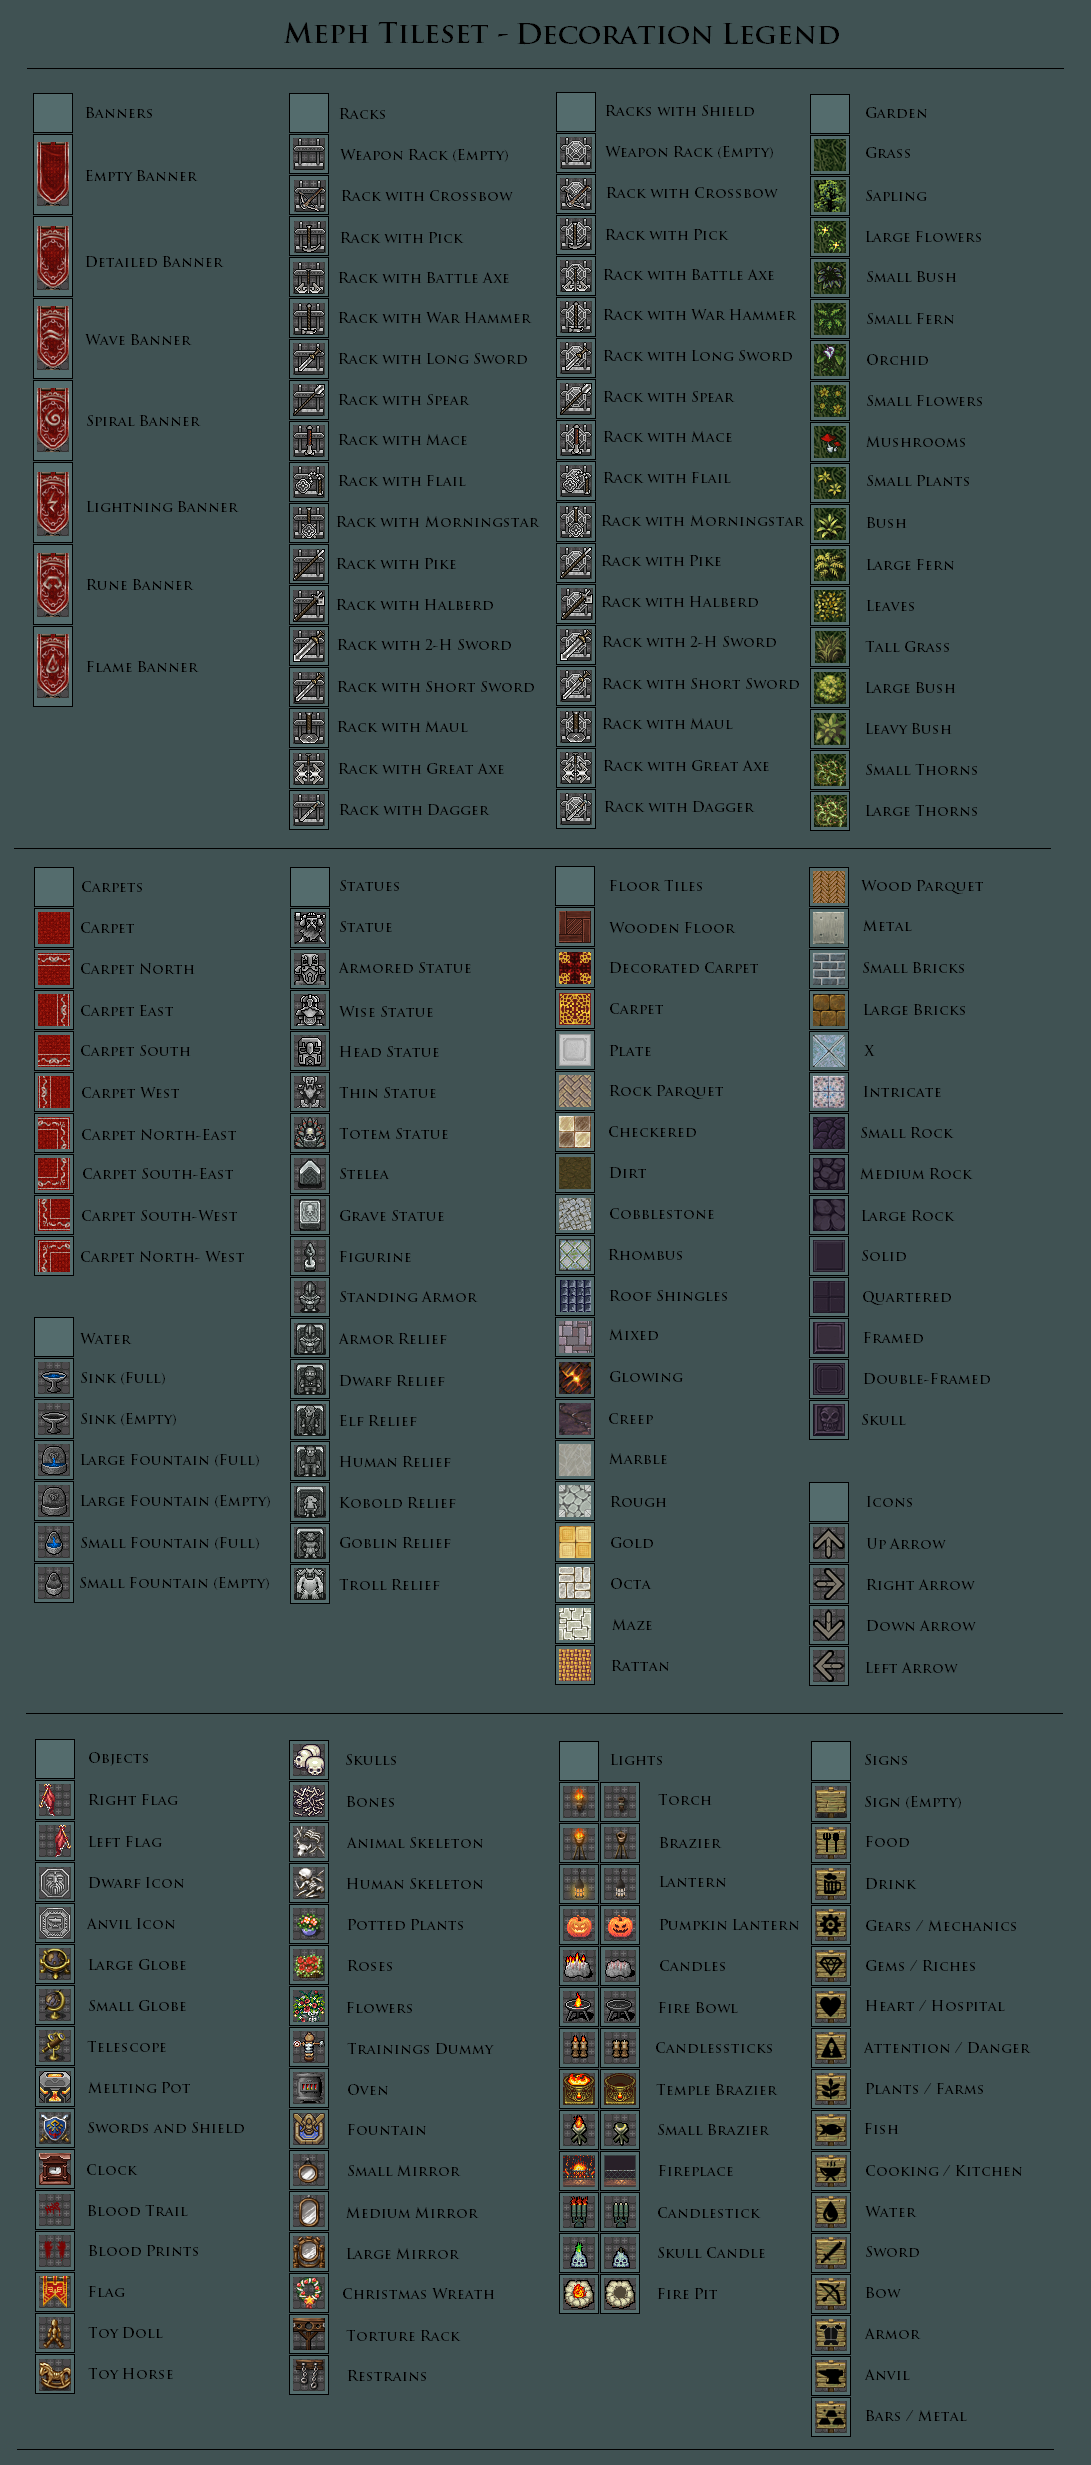 Meph Tileset - Decoration Legend
Banners
Empty Banner
Detailed Banner
Wave Banner
Spiral Banner
Lightning Banner
Rune Banner
Flame Banner
Racks
Weapon Rack (Empty)
Rack with Crossbow
Rack with Pick
Rack with Battle Axe
Rack with War Hammer
Rack with Long Sword
Rack with Spear
Rack with Mace
Rack with Flail
Rack with Morningstar
Rack with Pike
Rack with Halberd
Rack with 2-H Sword
Rack with Short Sword
Rack with Maul
Rack with Great Axe
Rack with Dagger
Racks with Shield
Weapon Rack (Empty)
Rack with Crossbow
Rack with Pick
Rack with Battle Axe
Rack with War Hammer
Rack with Long Sword
Rack with Spear
Rack with Mace
Rack with Flail
Rack with Morningstar
Rack with Pike
Rack with Halberd
Rack with 2-H Sword
Rack with Short Sword
Rack with Maul
Rack with Great Axe
Rack with Dagger
Garden
Grass
Sapling
Large Flowers
Small Bush
Small Fern
Orchid
Small Flowers
Mushrooms
Small Plants
Bush
Large Fern
Leaves
Tall Grass
Large Bush
Leavy Bush
Small Thorns
Large Thorns
Carpets
Carpet
Carpet North
Carpet East
Carpet South
Carpet West
Carpet North-East
Carpet South-East
Carpet South-West
Carpet North- West
Water
Sink (Full)
Sink (Empty)
Large Fountain (Full)
Large Fountain (Empty)
Small Fountain (Full)
Small Fountain (Empty)
Statues
Statue
Armored Statue
Wise Statue
Head Statue
Thin Statue
Totem Statue
Stelea
Grave Statue
Figurine
Standing Armor
Armor Relief
Dwarf Relief
Elf Relief
Human Relief
Kobold Relief
Goblin Relief
Troll Relief
Floor Tiles
Wooden Floor
Decorated Carpet
Carpet
Plate
Rock Parquet
Checkered
Dirt
Cobblestone
Rhombus
Roof Shingles
Mixed
Glowing
Creep
Marble
Rough
Gold
Octa
Maze
Rattan
Wood Parquet
Metal
Small Bricks
Large Bricks
X
Intricate
Small Rock
Medium Rock
Large Rock
Solid
Quartered
Framed
Double-Framed
Skull
Icons
Up Arrow
Right Arrow
Down Arrow
Left Arrow
Objects
Right Flag
Left Flag
Dwarf Icon
Anvil Icon
Large Globe
Small Globe
Telescope
Melting Pot
Swords and Shield
Clock
Blood Trail
Blood Prints
Flag
Toy Doll
Toy Horse
Skulls
Bones
Animal Skeleton
Human Skeleton
Potted Plants
Roses
Flowers
Trainings Dummy
Oven
Fountain
Small Mirror
Medium Mirror
Large Mirror
Christmas Wreath
Torture Rack
Restrains
Lights
Torch
Brazier
Lantern
Pumpkin Lantern
Candles
Fire Bowl
Candlessticks
Temple Brazier
Small Brazier
Fireplace
Candlestick
Skull Candle
Fire Pit
Signs
Sign (Empty)
Food
Drink
Gears / Mechanics
Gems / Riches
Heart / Hospital
Attention / Danger
Plants / Farms
Fish
Cooking / Kitchen
Water
Sword
Bow
Armor
Anvil
Bars / Metal